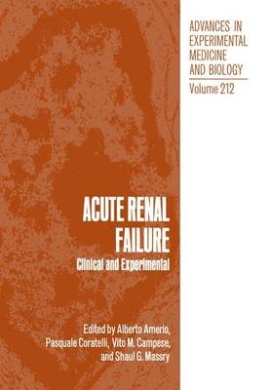 ADVANCES IN
EXPERIMENTAL
MEDICINE
AND BIOLOGY
Volume 212
ACUTE RENAL
FAILURE
Clinical and Experimental
Edited by Alberto Amerio,
Pasquale Coratelli, Vito M. Campese,
and Shaul G. Massry